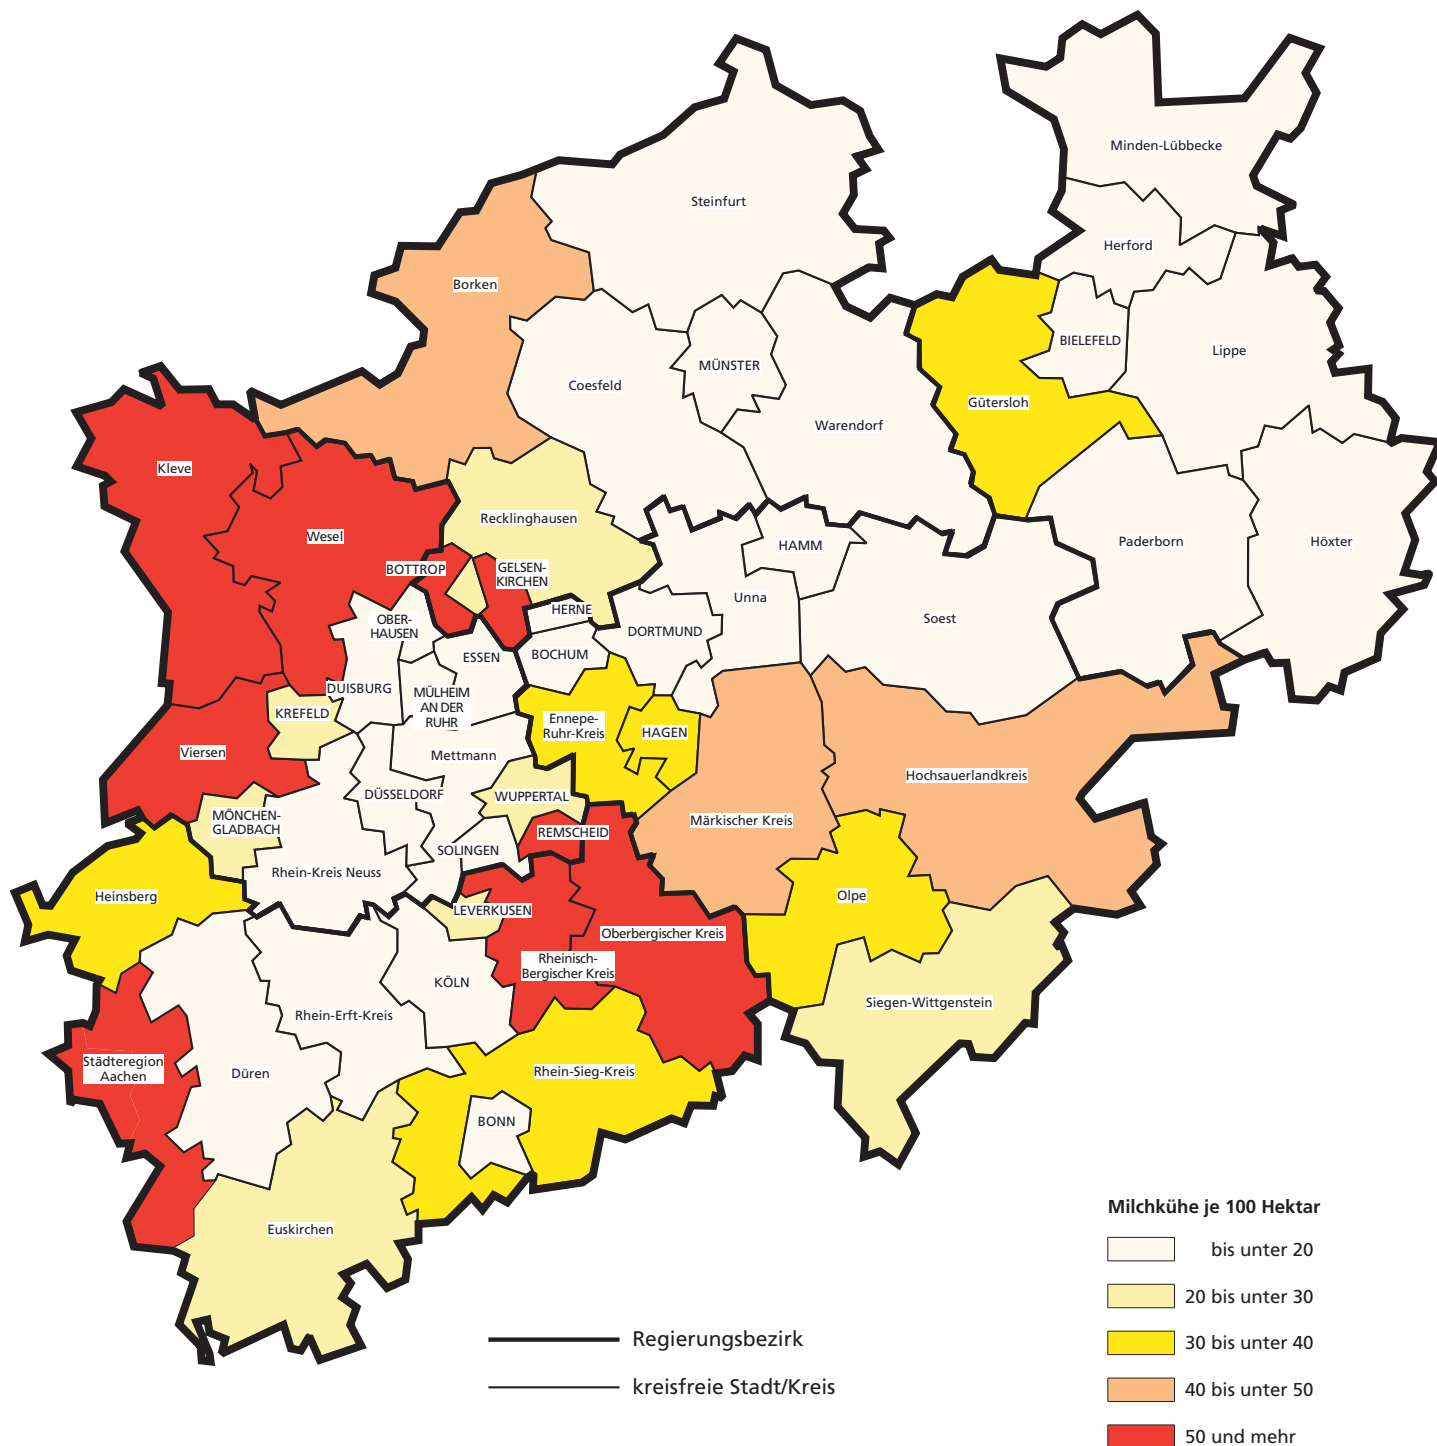 Minden-Lübbecke
Steinfurt
Herford
Borken
BIELEFELD
Lippe
MÜNSTER
Coesfeld
Gütersloh
Warendorf
Kleve
Recklinghausen
Wesel
HAMM
Paderborn
Höxter
BOTTROP
GELSEN-
KIRCHEN
Unna
HERNE
Soest
OBER-
HAUSEN
DORTMUND
ESSEN
BOCHUM
DUISBURG
MÜLHEIM
AN DER
RUHR
KREFELD
Ennepe-
Ruhr-Kreis
HAGEN
Viersen
Mettmann
Hochsauerlandkreis
DÜSSELDORF
WUPPERTAL
MÖNCHEN-
GLADBACH
Märkischer Kreis
REMSCHEID
SOLINGEN
Rhein-Kreis Neuss
Heinsberg
Olpe
LEVERKUSEN
Oberbergischer Kreis
Rheinisch-
Bergischer Kreis
KÖLN
Siegen-Wittgenstein
Rhein-Erft-Kreis
Städteregion
Aachen
Düren
Rhein-Sieg-Kreis
BONN
Euskirchen
Milchkühe je 100 Hektar
bis unter 20
20 bis unter 30
30 bis unter 40
40 bis unter 50
50 und mehr
Regierungsbezirk
kreisfreie Stadt/Kreis